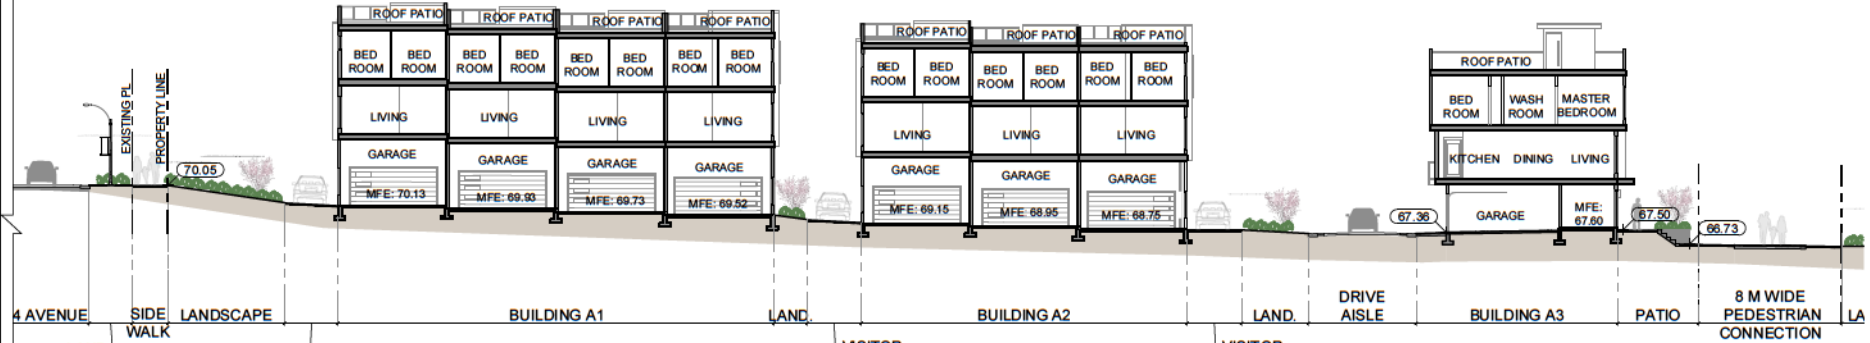 ROOF PATIO ROOF PATIO ROOF PATIO ROOF PATIO
BED ROOM BED ROOM BED ROOM BED ROOM BED ROOM BED ROOM BED ROOM BED ROOM
LIVING LIVING LIVING LIVING
GARAGE GARAGE GARAGE GARAGE
MFE: 70.13 MFE: 69.93 MFE: 69.73 MFE: 69.52
ROOF PATIO ROOF PATIO ROOF PATIO
BED ROOM BED ROOM BED ROOM BED ROOM BED ROOM BED ROOM
LIVING LIVING LIVING
GARAGE GARAGE GARAGE
MFE: 69.15 MFE: 68.95 MFE: 68.75
ROOF PATIO
BED ROOM WASH ROOM MASTER BEDROOM
KITCHEN DINING LIVING
GARAGE MFE: 67.60
EXISTING PL
PROPERTY LINE
70.05
67.36
67.50
66.73
4 AVENUE
SIDE WALK
LANDSCAPE
BUILDING A1
LAND.
BUILDING A2
LAND.
DRIVE AISLE
BUILDING A3
PATIO
8 M WIDE
PEDESTRIAN
CONNECTION
LA